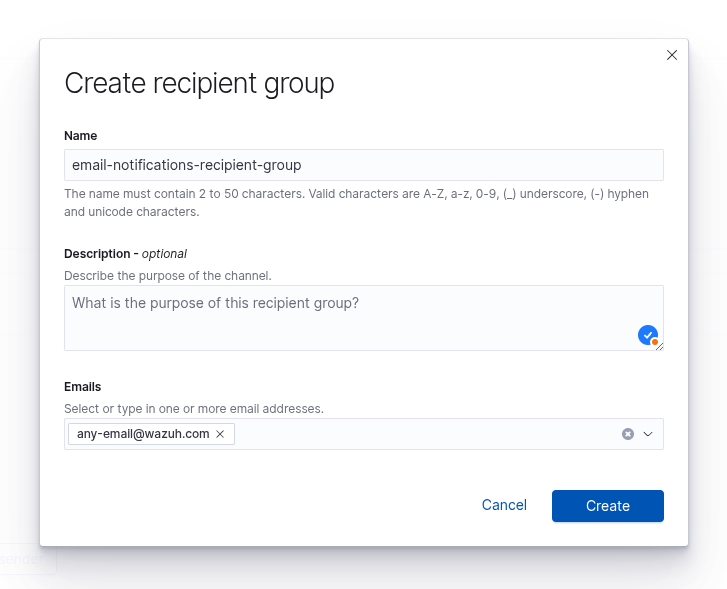 Create recipient group
Name
email-notifications-recipient-group
The name must contain 2 to 50 characters. Valid characters are A-Z, a-z, 0-9, (_) underscore, (-) hyphen
and unicode characters.
Description - optional
Describe the purpose of the channel.
What is the purpose of this recipient group?
Emails
Select or type in one or more email addresses.
any-email@wazuh.com
Cancel
Create